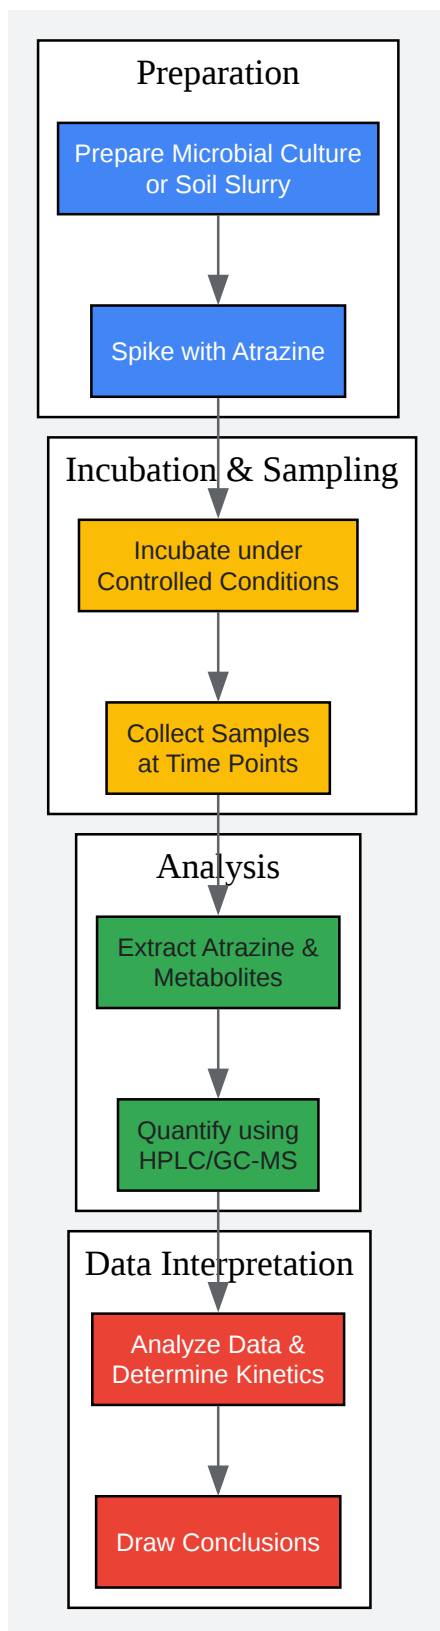 Preparation
Prepare Microbial Culture
or Soil Slurry
Spike with Atrazine
Incubation & Sampling
Incubate under
Controlled Conditions
Collect Samples
at Time Points
Analysis
Extract Atrazine &
Metabolites
Quantify using
HPLC/GC-MS
Data Interpretation
Analyze Data &
Determine Kinetics
Draw Conclusions